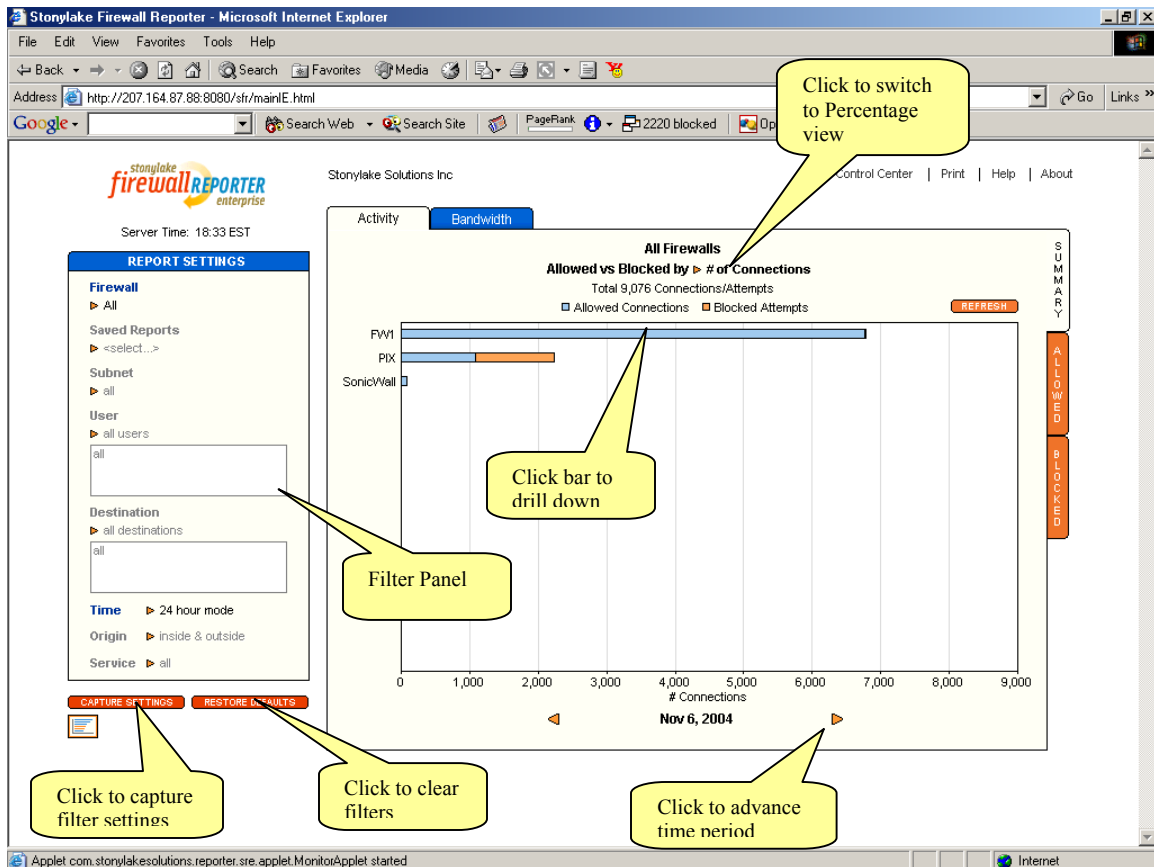 Stonylake Firewall Reporter - Microsoft Internet Explorer
File Edit View Favorites Tools Help
Back Search Favorites Media
Address http://207.164.87.88:8080/sfr/mainIE.html Go Links »
Google Search Web Search Site PageRank 2220 blocked Op
Click to switch
to Percentage
view
stonylake
firewall REPORTER
enterprise
Stonylake Solutions Inc
Control Center | Print | Help | About
Server Time: 18:33 EST
Activity
Bandwidth
REPORT SETTINGS
Firewall
All
Saved Reports
<select...>
Subnet
all
User
all users
all
Destination
all destinations
all
Time 24 hour mode
Origin inside & outside
Service all
CAPTURE SETTINGS
RESTORE DEFAULTS
All Firewalls
Allowed vs Blocked by # of Connections
Total 9,076 Connections/Attempts
Allowed Connections Blocked Attempts
REFRESH
SUMMARY
ALLOWED
BLOCKED
FW1
PIX
SonicWall
Click bar to
drill down
Filter Panel
0 1,000 2,000 3,000 4,000 5,000 6,000 7,000 8,000 9,000
# Connections
Nov 6, 2004
Click to capture
filter settings
Click to clear
filters
Click to advance
time period
Applet com.stonylakesolutions.reporter.sre.applet.MonitorApplet started
Internet